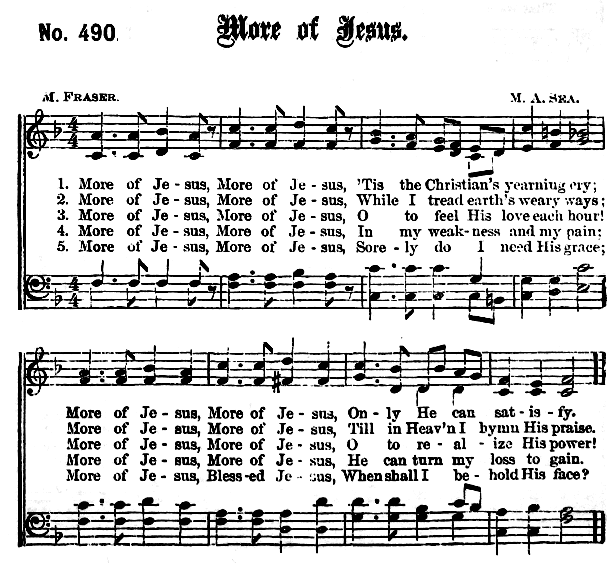 No. 490.
More of Jesus.
M. FRASER.
M. A. SEA.
1. More of Je - sus, More of Je - sus, 'Tis the Christian's yearning cry;
2. More of Je - sus, More of Je - sus, While I tread earth's weary ways;
3. More of Je - sus, More of Je - sus, O to feel His love each hour!
4. More of Je - sus, More of Je - sus, In my weak - ness and my pain;
5. More of Je - sus, More of Je - sus, Sore - ly do I need His grace;
More of Je - sus, More of Je - sus, On - ly He can sat - is - fy.
More of Je - sus, More of Je - sus, Till in Heav'n I hymn His praise.
More of Je - sus, More of Je - sus, O to re - al - ize His power!
More of Je - sus, More of Je - sus, He can turn my loss to gain.
More of Je - sus, Bless - ed Je - sus, When shall I be - hold His face?